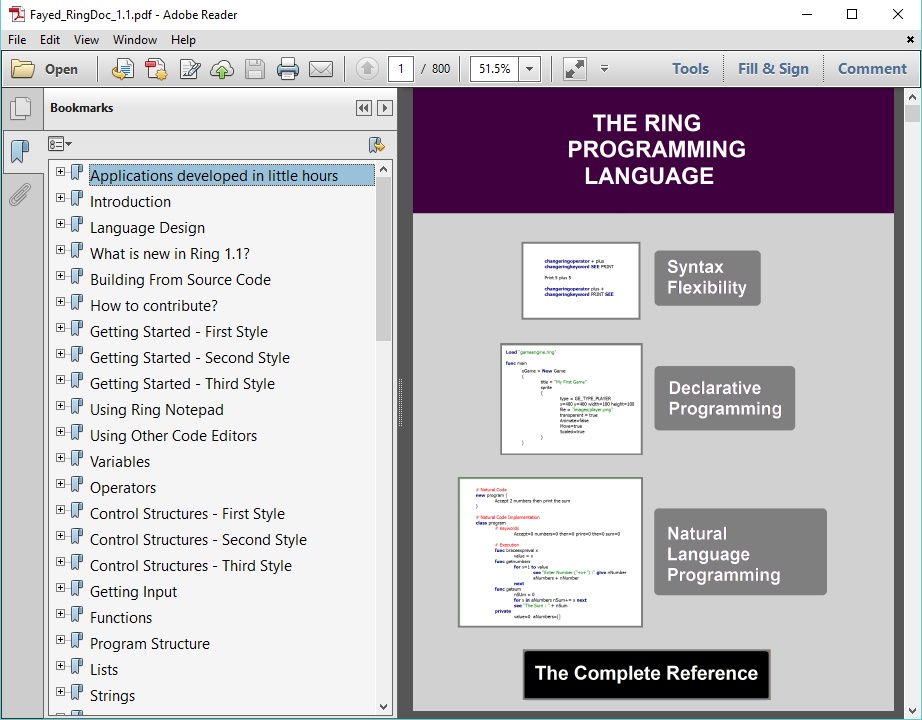 Fayed_RingDoc_1.1.pdf - Adobe Reader
File Edit View Window Help
Open 1 / 800 51.5% Tools Fill & Sign Comment
Bookmarks
Applications developed in little hours
Introduction
Language Design
What is new in Ring 1.1?
Building From Source Code
How to contribute?
Getting Started - First Style
Getting Started - Second Style
Getting Started - Third Style
Using Ring Notepad
Using Other Code Editors
Variables
Operators
Control Structures - First Style
Control Structures - Second Style
Control Structures - Third Style
Getting Input
Functions
Program Structure
Lists
Strings
THE RING
PROGRAMMING
LANGUAGE
changeringoperator + plus
changeringkeyword SEE PRINT
Print 5 plus 5
changeringoperator plus +
changeringkeyword PRINT SEE
Syntax
Flexibility
Load "gameengine.ring"
func main
oGame = New Game
{
title = "My First Game"
sprite
{
type = GE_TYPE_PLAYER
x=400 y=400 width=100 height=100
file = "images/player.png"
transparent = true
Animate=false
Move=true
Scaled=true
}
}
Declarative
Programming
# Natural Code
new program {
Accept 2 numbers then print the sum
}
# Natural Code Implementation
class program
# Keywords
Accept=0 numbers=0 then=0 print=0 the=0 sum=0
# Execution
func braceexpreval x
value = x
func getnumbers
for x=1 to value
see "Enter Number ("+x+") :" give nNumber
aNumbers + nNumber
next
func getsum
nSUm = 0
for x in aNumbers nSum+= x next
see "The Sum : " + nSum
private
value=0 aNumbers=[]
Natural
Language
Programming
The Complete Reference